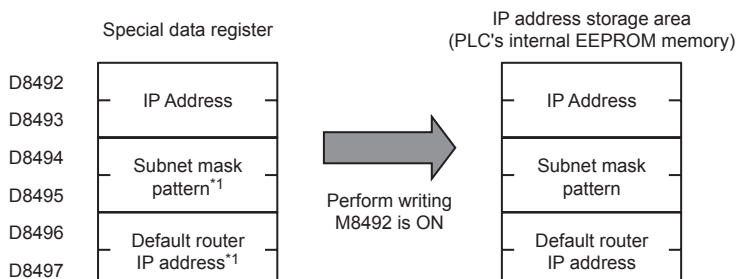 Special data register
IP address storage area
(PLC's internal EEPROM memory)
D8492
IP Address
D8493
D8494
Subnet mask
pattern*1
D8495
D8496
Default router
IP address*1
D8497
Perform writing
M8492 is ON
IP Address
Subnet mask
pattern
Default router
IP address